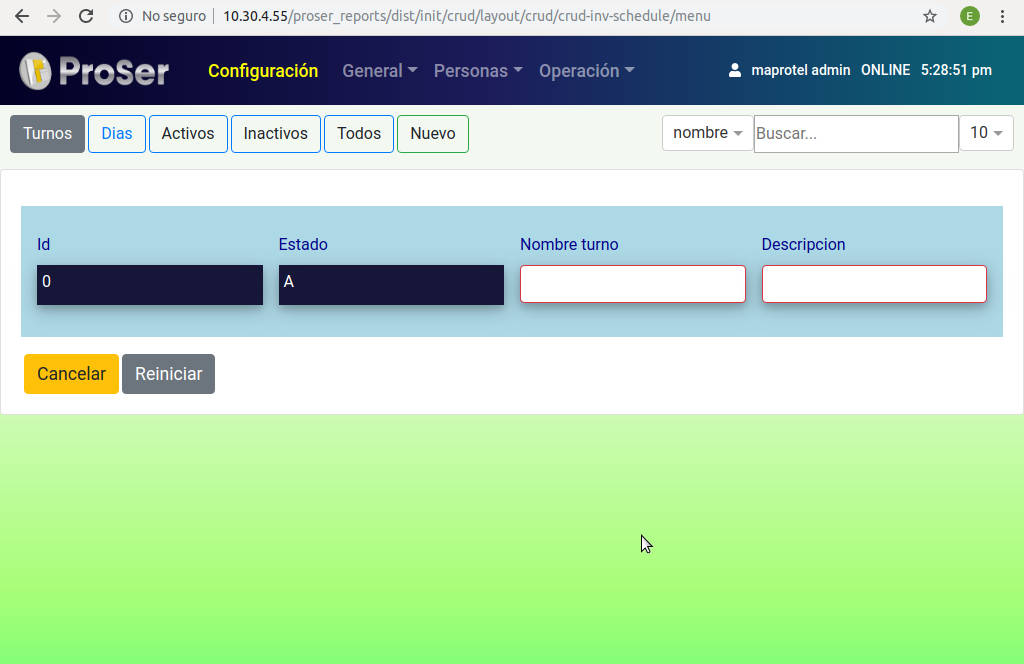 No seguro 10.30.4.55/proser_reports/dist/init/crud/layout/crud/crud-inv-schedule/menu E
ProSer Configuración General Personas Operación maprotel admin ONLINE 5:28:51 pm
Turnos Dias Activos Inactivos Todos Nuevo nombre Buscar... 10
Id Estado Nombre turno Descripcion
0 A
Cancelar Reiniciar